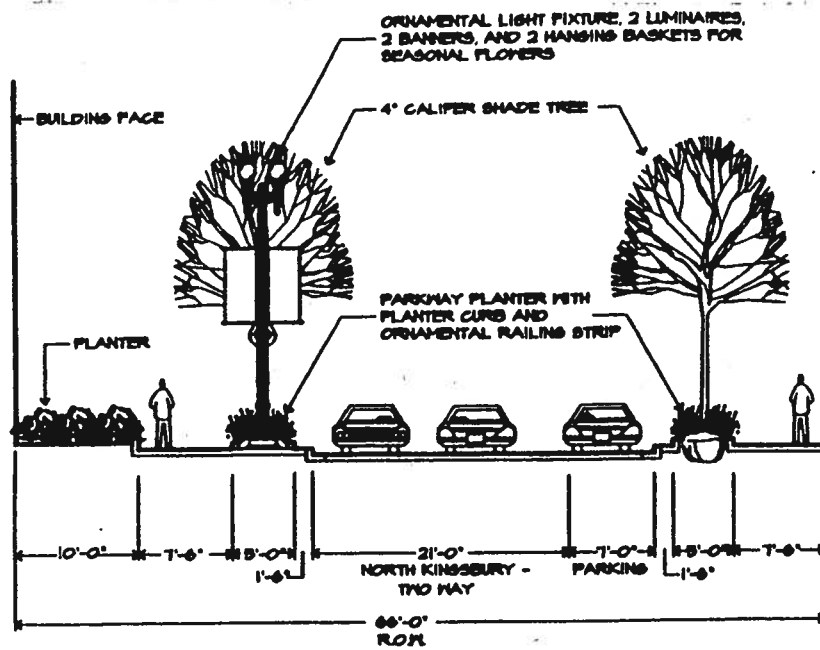 ORNAMENTAL LIGHT FIXTURE, 2 LUMINAIRES,
2 BANNERS, AND 2 HANGING BASKETS FOR
SEASONAL FLOWERS
BUILDING FACE
4" CALIPER SHADE TREE
PARKWAY PLANTER WITH
PLANTER CURB AND
ORNAMENTAL RAILING STRIP
PLANTER
10'-0"
7'-6"
5'-0"
1'-6"
21'-0"
NORTH KINGSBURY -
TWO WAY
7'-0"
PARKING
1'-6"
5'-0"
7'-6"
66'-0"
R.O.W.